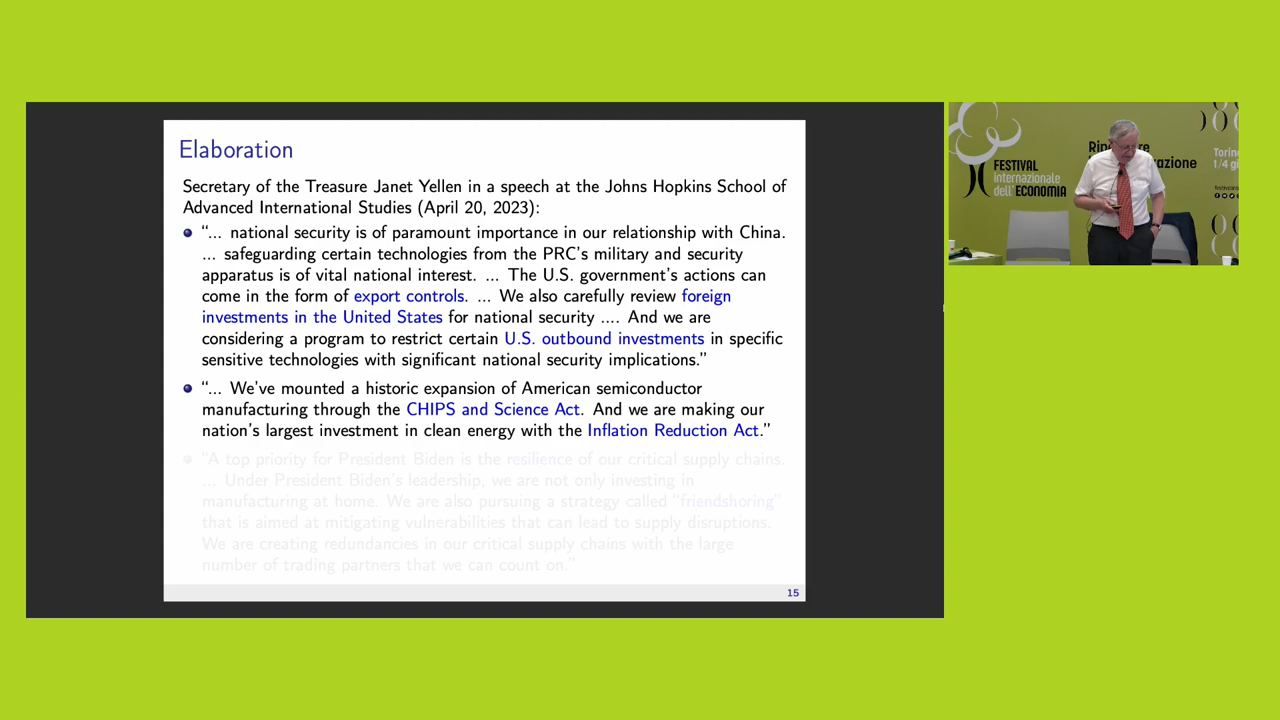 Elaboration
Secretary of the Treasure Janet Yellen in a speech at the Johns Hopkins School of
Advanced International Studies (April 20, 2023):
“... national security is of paramount importance in our relationship with China.
... safeguarding certain technologies from the PRC’s military and security
apparatus is of vital national interest. ... The U.S. government’s actions can
come in the form of export controls. ... We also carefully review foreign
investments in the United States for national security .... And we are
considering a program to restrict certain U.S. outbound investments in specific
sensitive technologies with significant national security implications.”
“... We’ve mounted a historic expansion of American semiconductor
manufacturing through the CHIPS and Science Act. And we are making our
nation’s largest investment in clean energy with the Inflation Reduction Act.”
“A top priority for President Biden is the resilience of our critical supply chains.
... Under President Biden’s leadership, we are not only investing in
manufacturing at home. We are also pursuing a strategy called “friendshoring”
that is aimed at mitigating vulnerabilities that can lead to supply disruptions.
We are creating redundancies in our critical supply chains with the large
number of trading partners that we can count on.”
15
FESTIVAL
internazionale
dell’ECONOMIA
Torino